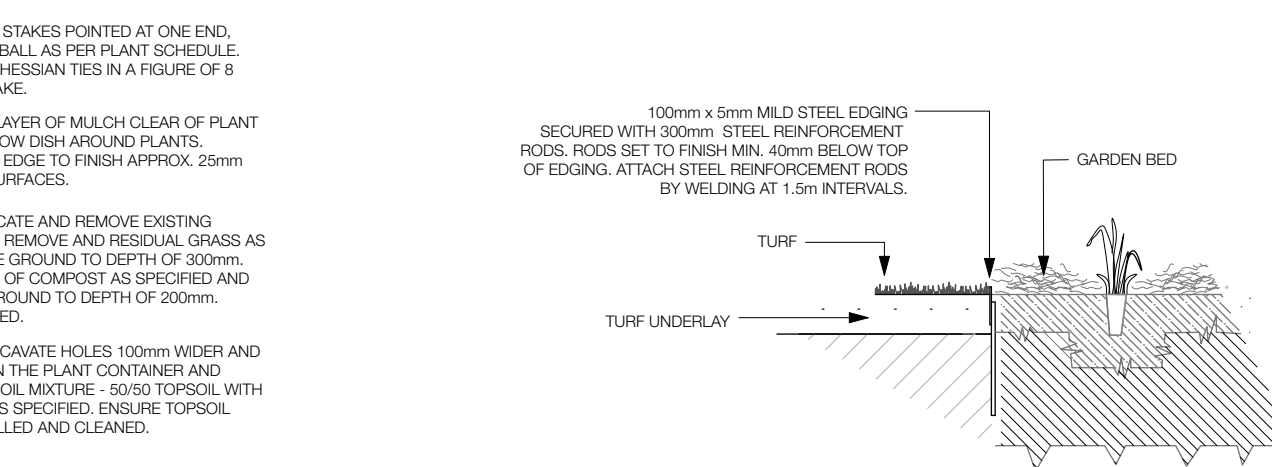 STAKES POINTED AT ONE END,
BALL AS PER PLANT SCHEDULE.
HESSIAN TIES IN A FIGURE OF 8
AKE.
LAYER OF MULCH CLEAR OF PLANT
OW DISH AROUND PLANTS.
EDGE TO FINISH APPROX. 25mm
URFACES.
CATE AND REMOVE EXISTING
REMOVE AND RESIDUAL GRASS AS
E GROUND TO DEPTH OF 300mm.
OF COMPOST AS SPECIFIED AND
ROUND TO DEPTH OF 200mm.
ED.
CAVATE HOLES 100mm WIDER AND
N THE PLANT CONTAINER AND
OIL MIXTURE - 50/50 TOPSOIL WITH
S SPECIFIED. ENSURE TOPSOIL
LLED AND CLEANED.
100mm x 5mm MILD STEEL EDGING
SECURED WITH 300mm STEEL REINFORCEMENT
RODS. RODS SET TO FINISH MIN. 40mm BELOW TOP
OF EDGING. ATTACH STEEL REINFORCEMENT RODS
BY WELDING AT 1.5m INTERVALS.
GARDEN BED
TURF
TURF UNDERLAY